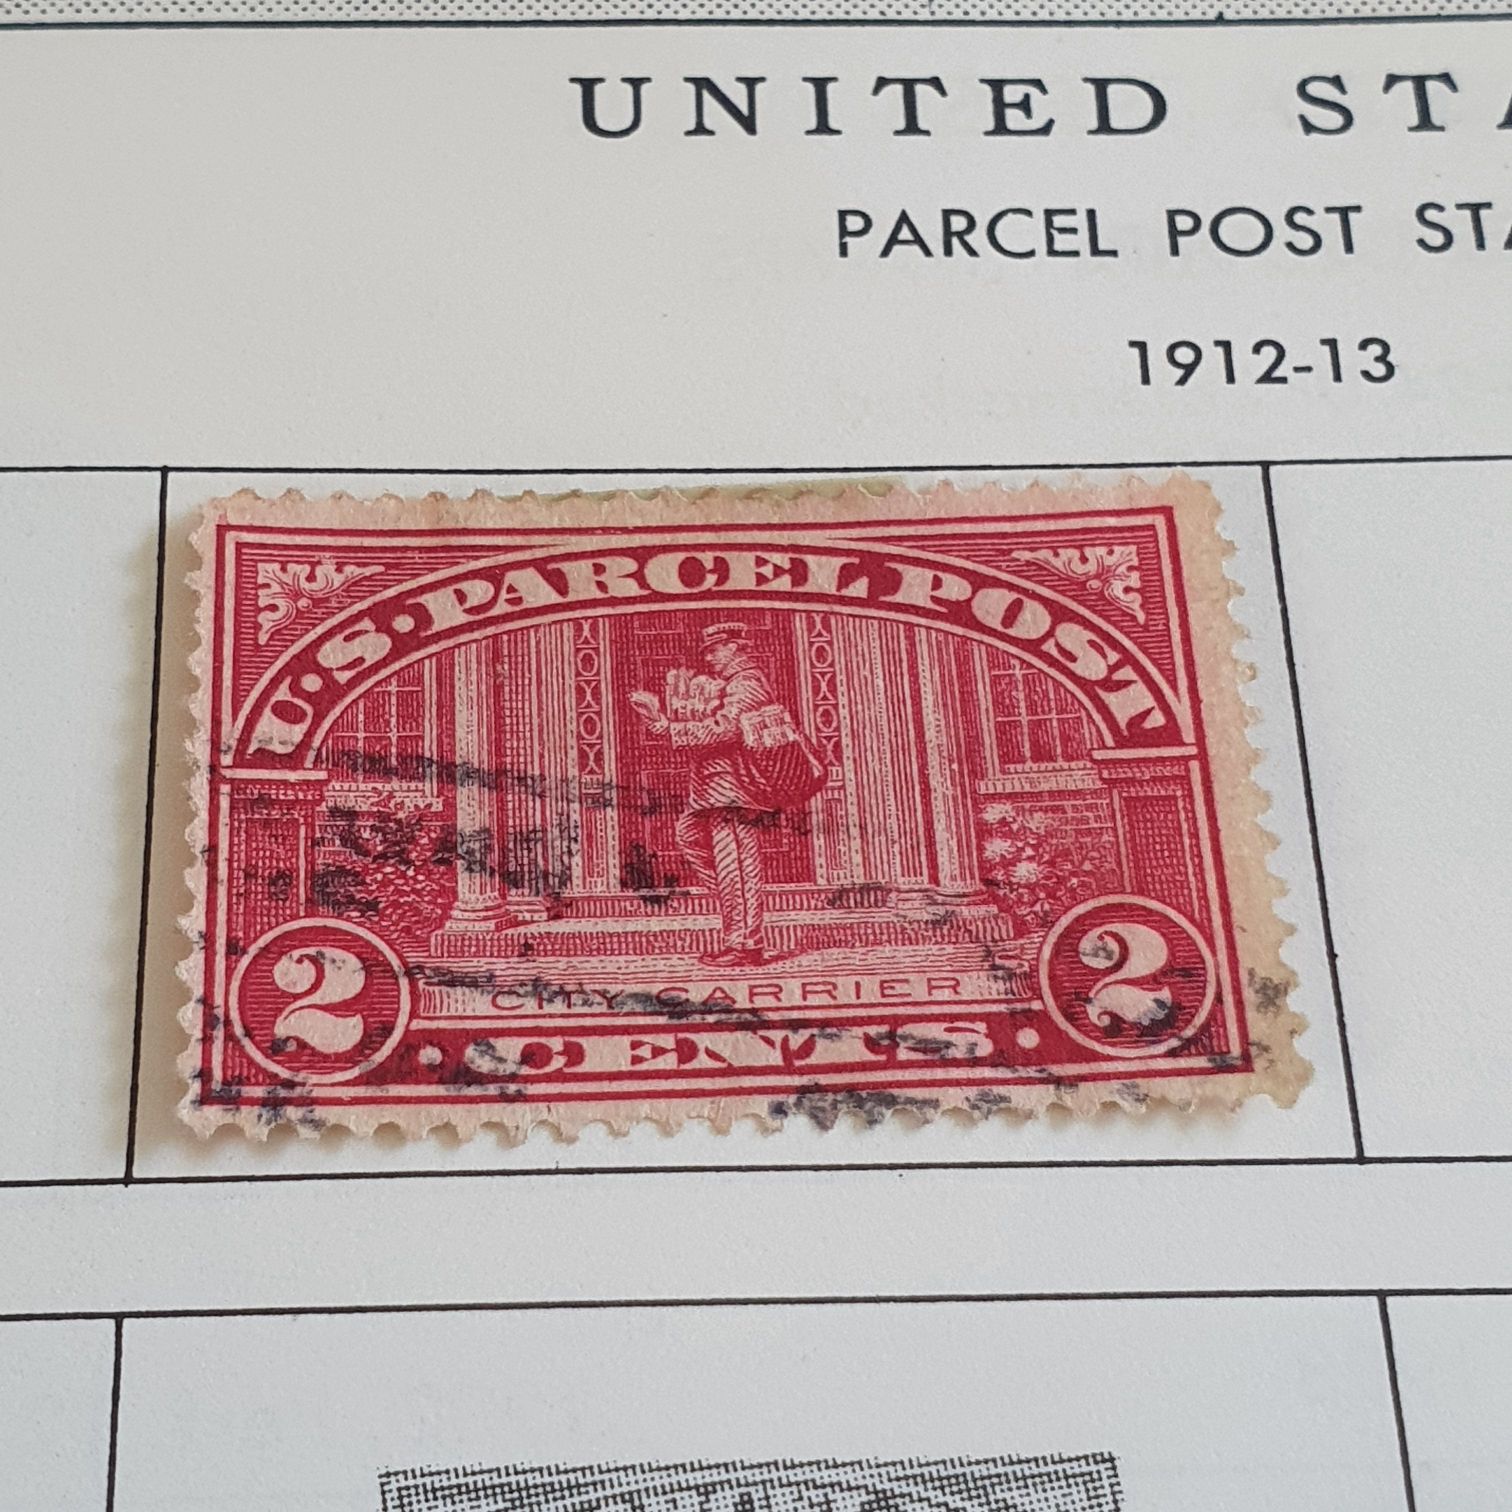 UNITED STA
PARCEL POST STA
1912-13
U.S. PARCEL POST
CITY CARRIER
2 CENTS 2